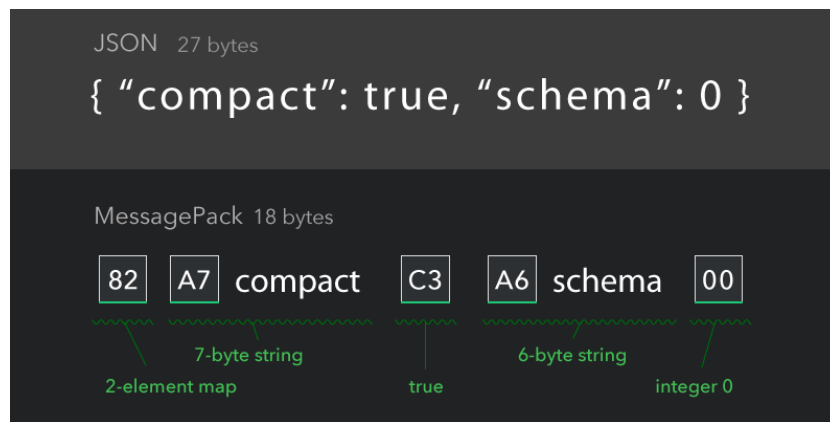 JSON 27 bytes
{ “compact”: true, “schema”: 0 }
MessagePack 18 bytes
82 A7 compact C3 A6 schema 00
7-byte string 6-byte string
2-element map true integer 0